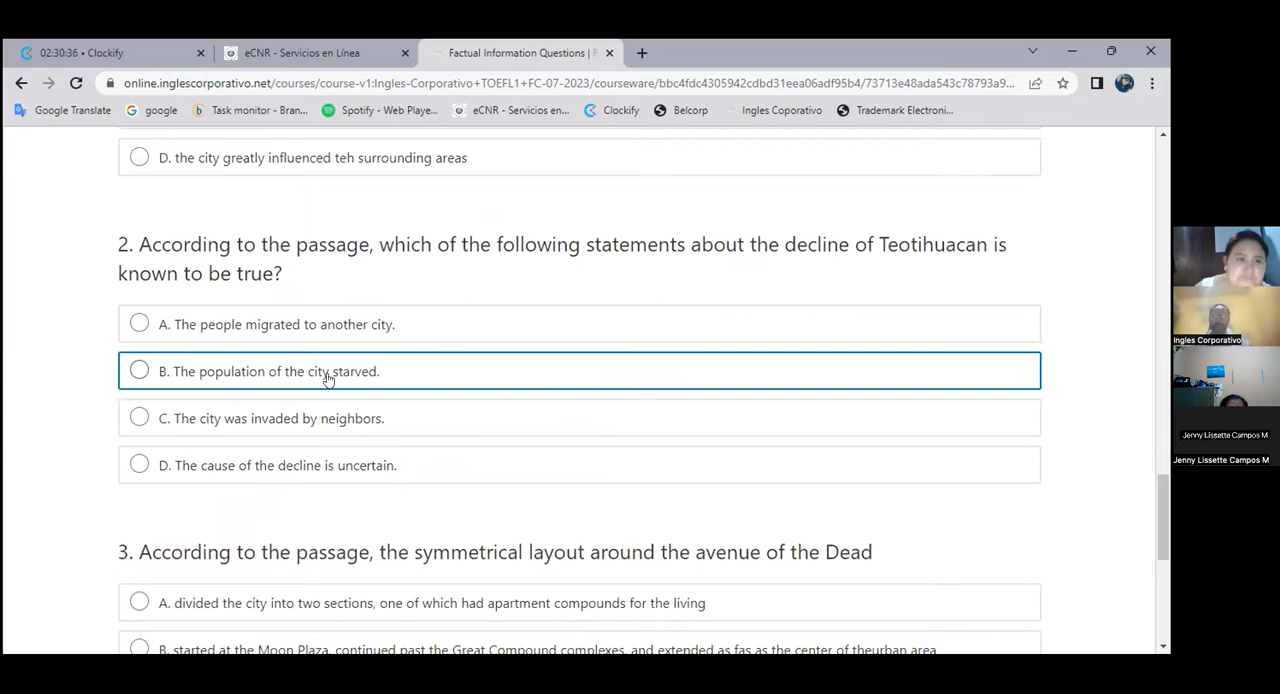 02:30:36 • Clockify
eCNR - Servicios en Línea
Factual Information Questions |
online.inglescorporativo.net/courses/course-v1:Ingles-Corporativo+TOEFL1+FC-07-2023/courseware/bbc4fdc4305942cdbd31eea06adf95b4/73713e48ada543c78793a9...
Google Translate
google
Task monitor - Bran...
Spotify - Web Playe...
eCNR - Servicios en...
Clockify
Belcorp
Ingles Coporativo
Trademark Electroni...
D. the city greatly influenced teh surrounding areas
2. According to the passage, which of the following statements about the decline of Teotihuacan is
known to be true?
A. The people migrated to another city.
B. The population of the city starved.
C. The city was invaded by neighbors.
D. The cause of the decline is uncertain.
3. According to the passage, the symmetrical layout around the avenue of the Dead
A. divided the city into two sections, one of which had apartment compounds for the living
B. started at the Moon Plaza, continued past the Great Compound complexes, and extended as fas as the center of theurban area
Ingles Corporativo
Jenny Lissette Campos M
Jenny Lissette Campos M